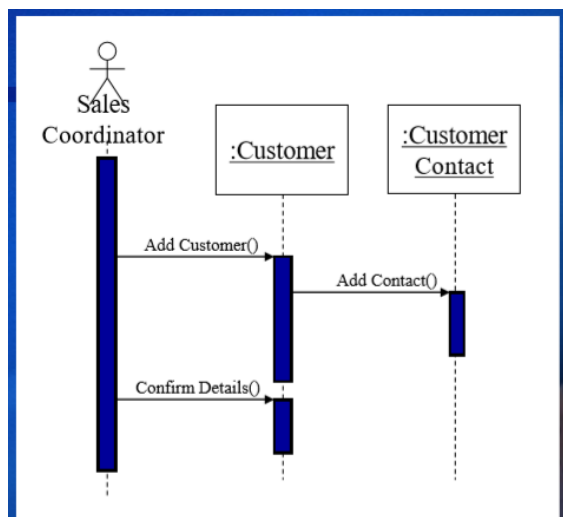 Sales
Coordinator
:Customer
:Customer
Contact
Add Customer()
Add Contact()
Confirm Details()